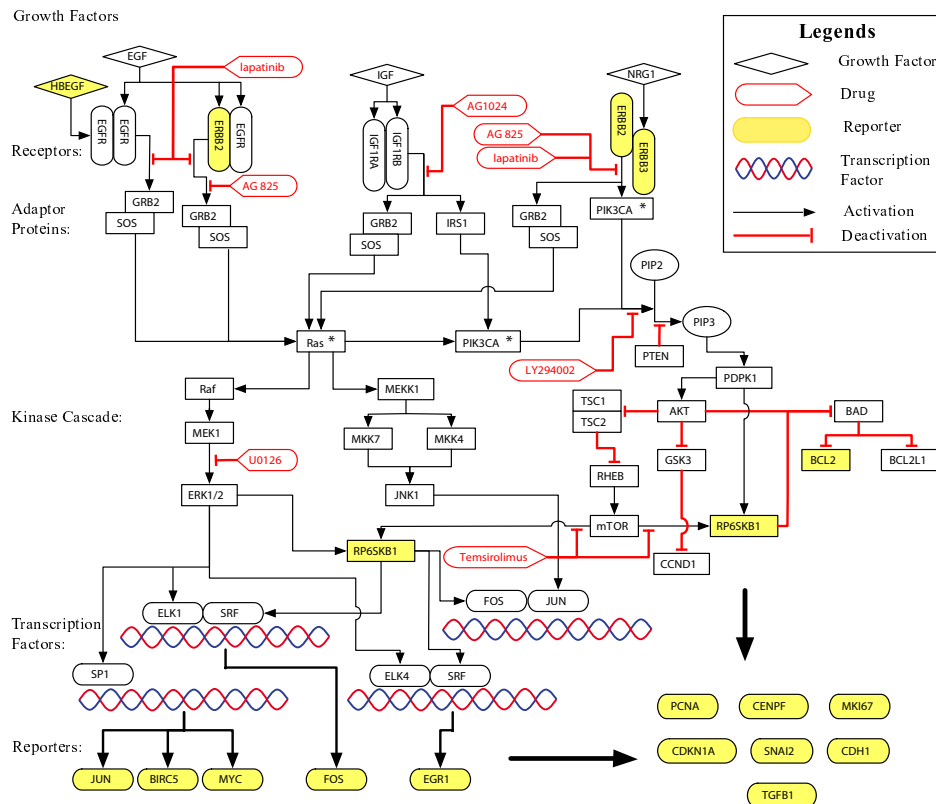 Growth Factors
EGF
HBEGF
lapatinib
IGF
NRG1
AG1024
AG 825
lapatinib
EGFR
EGFR
ERBB2
EGFR
IGF1RA
IGF1RB
ERBB2
ERBB3
Receptors:
AG 825
Adaptor
Proteins:
GRB2
SOS
GRB2
SOS
GRB2
SOS
IRS1
GRB2
SOS
PIK3CA *
PIP2
PIP3
Ras *
PIK3CA *
PTEN
LY294002
PDPK1
Raf
MEKK1
Kinase Cascade:
TSC1
TSC2
AKT
BAD
MEK1
MKK7
MKK4
GSK3
BCL2
BCL2L1
U0126
RHEB
ERK1/2
JNK1
mTOR
RP6SKB1
RP6SKB1
Temsirolimus
CCND1
ELK1
SRF
FOS
JUN
Transcription
Factors:
SP1
ELK4
SRF
Reporters:
JUN
BIRC5
MYC
FOS
EGR1
PCNA
CENPF
MKI67
CDKN1A
SNAI2
CDH1
TGFB1
Legends
Growth Factor
Drug
Reporter
Transcription
Factor
Activation
Deactivation